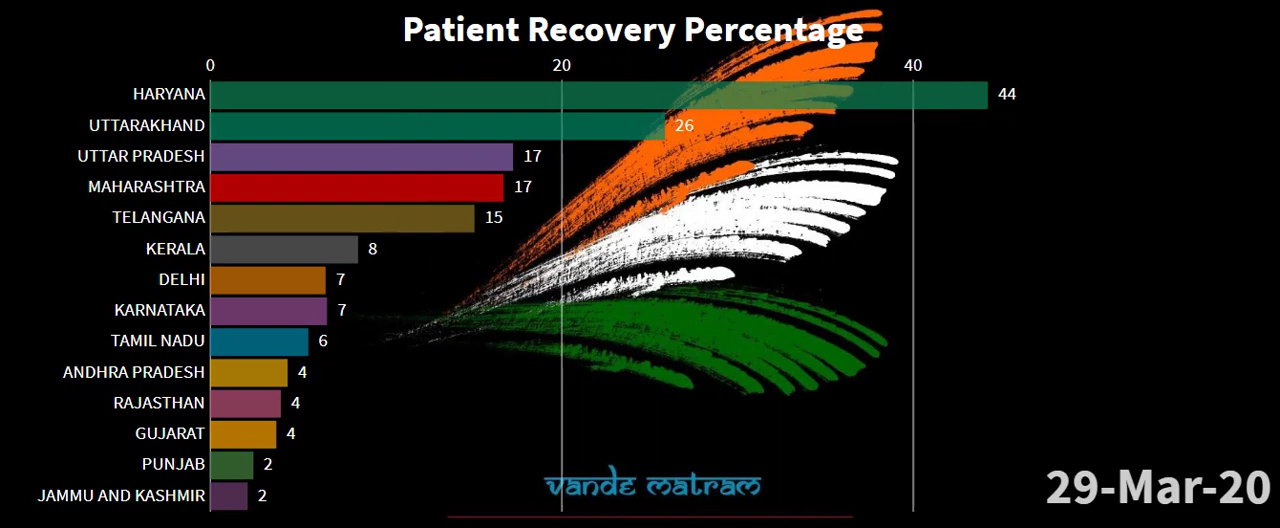 Patient Recovery Percentage
0 20 40
HARYANA 44
UTTARAKHAND 26
UTTAR PRADESH 17
MAHARASHTRA 17
TELANGANA 15
KERALA 8
DELHI 7
KARNATAKA 7
TAMIL NADU 6
ANDHRA PRADESH 4
RAJASTHAN 4
GUJARAT 4
PUNJAB 2
JAMMU AND KASHMIR 2
vande matram
29-Mar-20